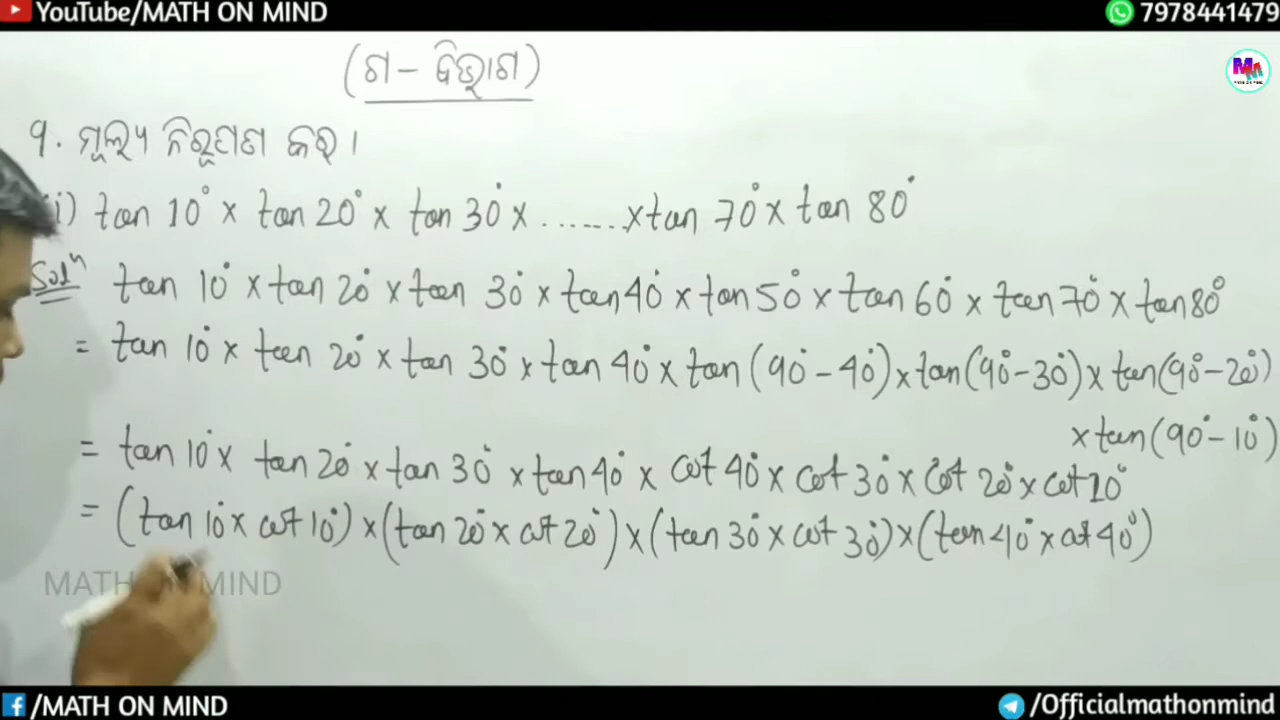 YouTube/MATH ON MIND
7978441479
(ଗ - ବିଭାଗ)
9. ମୂଲ୍ୟ ନିରୂପଣ କର ।
i) tan 10° × tan 20° × tan 30° × ....... × tan 70° × tan 80°
Solⁿ tan 10° × tan 20° × tan 30° × tan 40° × tan 50° × tan 60° × tan 70° × tan 80°
= tan 10° × tan 20° × tan 30° × tan 40° × tan (90° - 40°) × tan (90° - 30°) × tan (90° - 20°)
× tan (90° - 10°)
= tan 10° × tan 20° × tan 30° × tan 40° × cot 40° × cot 30° × cot 20° × cot 10°
= (tan 10° × cot 10°) × (tan 20° × cot 20°) × (tan 30° × cot 30°) × (tan 40° × cot 40°)
MATH ON MIND
/MATH ON MIND
/Officialmathonmind